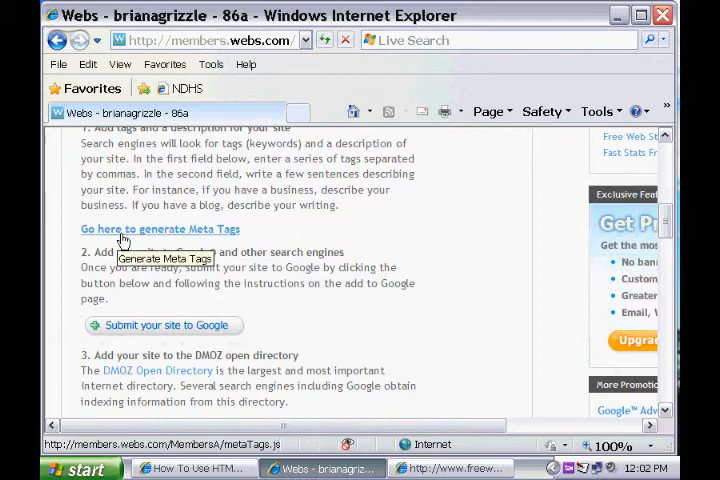 Webs - brianagrizzle - 86a - Windows Internet Explorer
http://members.webs.com/
Live Search
File Edit View Favorites Tools Help
Favorites NDHS
Webs - brianagrizzle - 86a
Page Safety Tools
1. Add tags and a description for your site
Search engines will look for tags (keywords) and a description of
your site. In the first field below, enter a series of tags separated
by commas. In the second field, write a few sentences describing
your site. For instance, if you have a business, describe your
business. If you have a blog, describe your writing.
Go here to generate Meta Tags
2. Add and other search engines
Generate Meta Tags
Once you are ready, submit your site to Google by clicking the
button below and following the instructions on the add to Google
page.
Submit your site to Google
3. Add your site to the DMOZ open directory
The DMOZ Open Directory is the largest and most important
Internet directory. Several search engines including Google obtain
indexing information from this directory.
Free Web St
Fast Stats Fr
Exclusive Featur
Get Pr
Get the most
No ban
Custom
Greater
Email, W
Upgra
More Promotio
Google™ Adv
http://members.webs.com/MembersA/metaTags.js
Internet
100%
start
How To Use HTM...
Webs - brianagriz...
http://www.freew...
12:02 PM